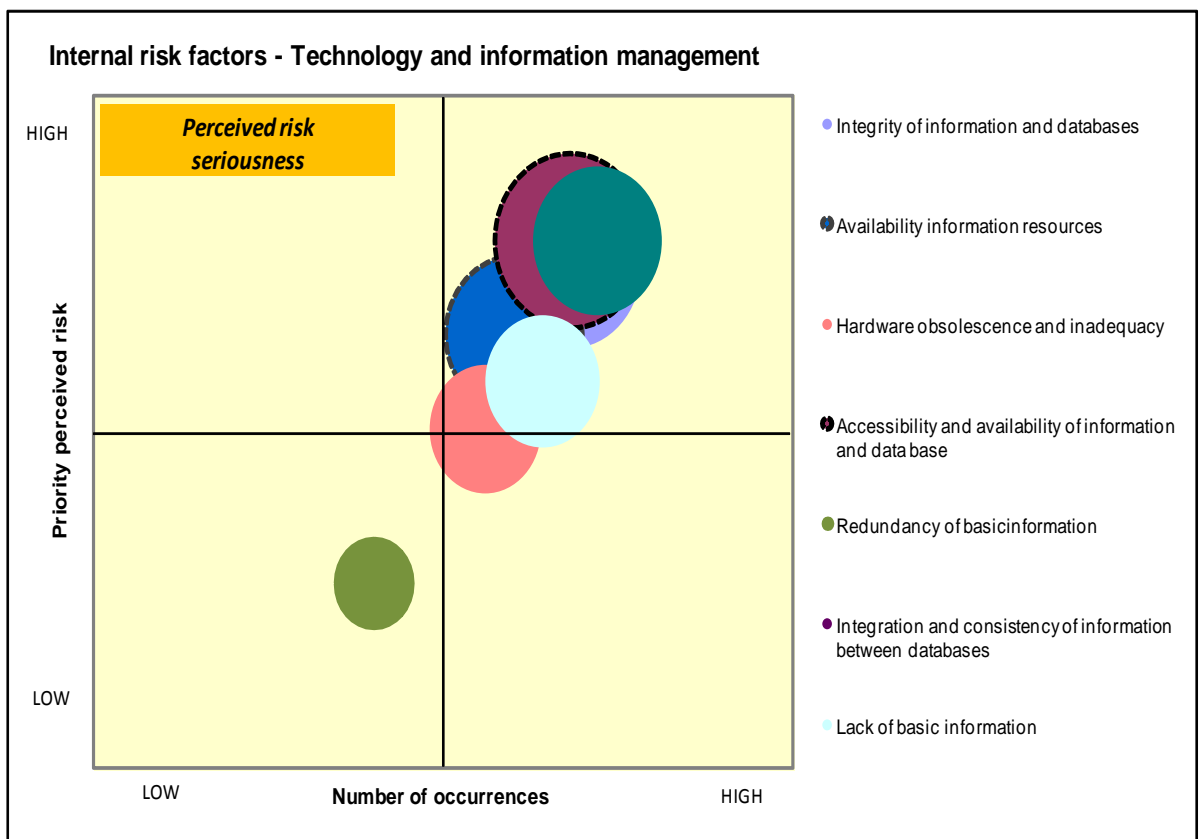 Internal risk factors - Technology and information management
HIGH
Perceived risk
seriousness
Priority perceived risk
LOW
LOW
Number of occurrences
HIGH
Integrity of information and databases
Availability information resources
Hardware obsolescence and inadequacy
Accessibility and availability of information
and database
Redundancy of basicinformation
Integration and consistency of information
between databases
Lack of basic information